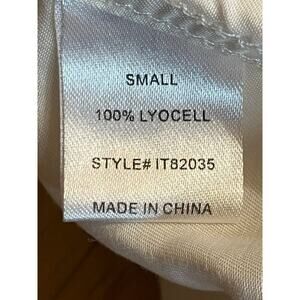 SMALL
100% LYOCELL
STYLE# IT82035
MADE IN CHINA